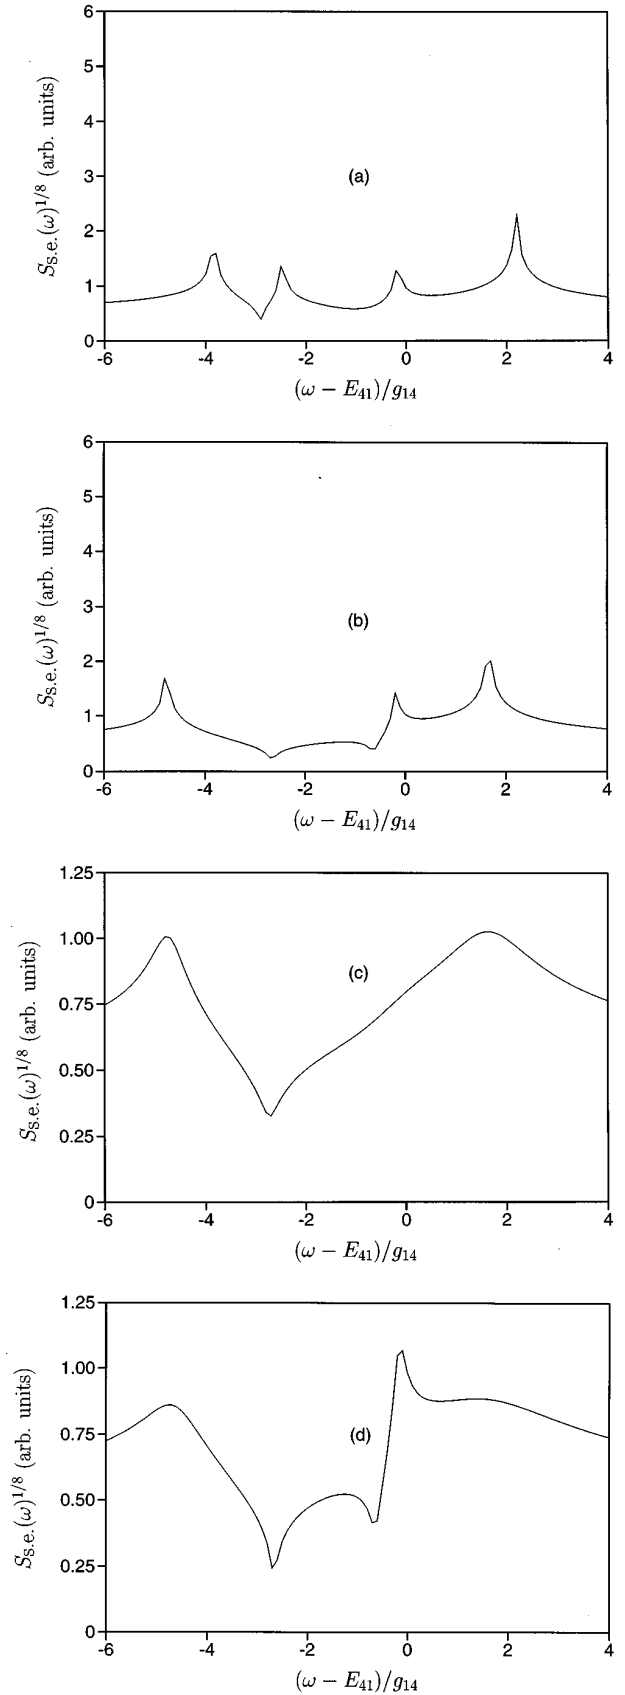 6
5
4
3
2
1
0
S_{S.e.}(ω)^{1/8} (arb. units)
(a)
-6 -4 -2 0 2 4
(ω − E_{41})/g_{14}
6
5
4
3
2
1
0
S_{S.e.}(ω)^{1/8} (arb. units)
(b)
-6 -4 -2 0 2 4
(ω − E_{41})/g_{14}
1.25
1.00
0.75
0.50
0.25
0
S_{S.e.}(ω)^{1/8} (arb. units)
(c)
-6 -4 -2 0 2 4
(ω − E_{41})/g_{14}
1.25
1.00
0.75
0.50
0.25
0
S_{S.e.}(ω)^{1/8} (arb. units)
(d)
-6 -4 -2 0 2 4
(ω − E_{41})/g_{14}